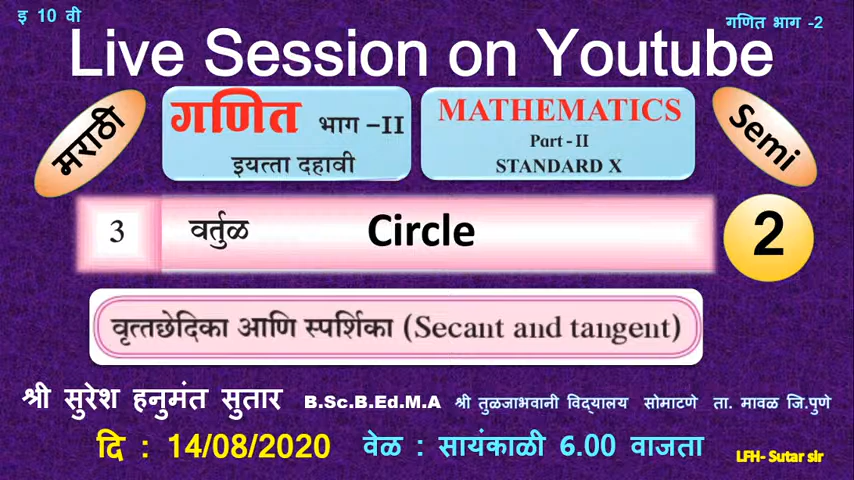 इ 10 वी
गणित भाग -2
Live Session on Youtube
मराठी
गणित भाग –II
इयत्ता दहावी
MATHEMATICS
Part - II
STANDARD X
Semi
3 वर्तुळ Circle
2
वृत्तछेदिका आणि स्पर्शिका (Secant and tangent)
श्री सुरेश हनुमंत सुतार B.Sc.B.Ed.M.A श्री तुळजाभवानी विद्यालय सोमाटणे ता. मावळ जि.पुणे
दि : 14/08/2020 वेळ : सायंकाळी 6.00 वाजता
LFH- Sutar sir